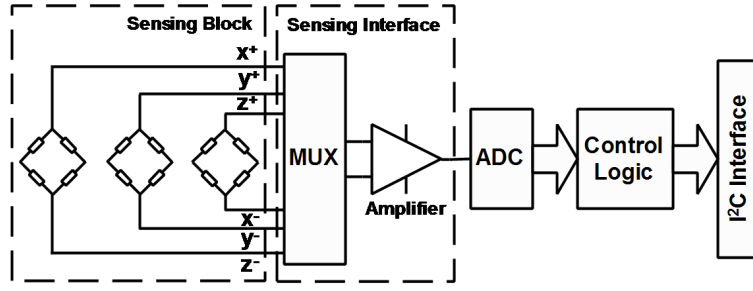 Sensing Block
Sensing Interface
x⁺
y⁺
z⁺
MUX
Amplifier
ADC
Control
Logic
I²C Interface
x⁻
y⁻
z⁻